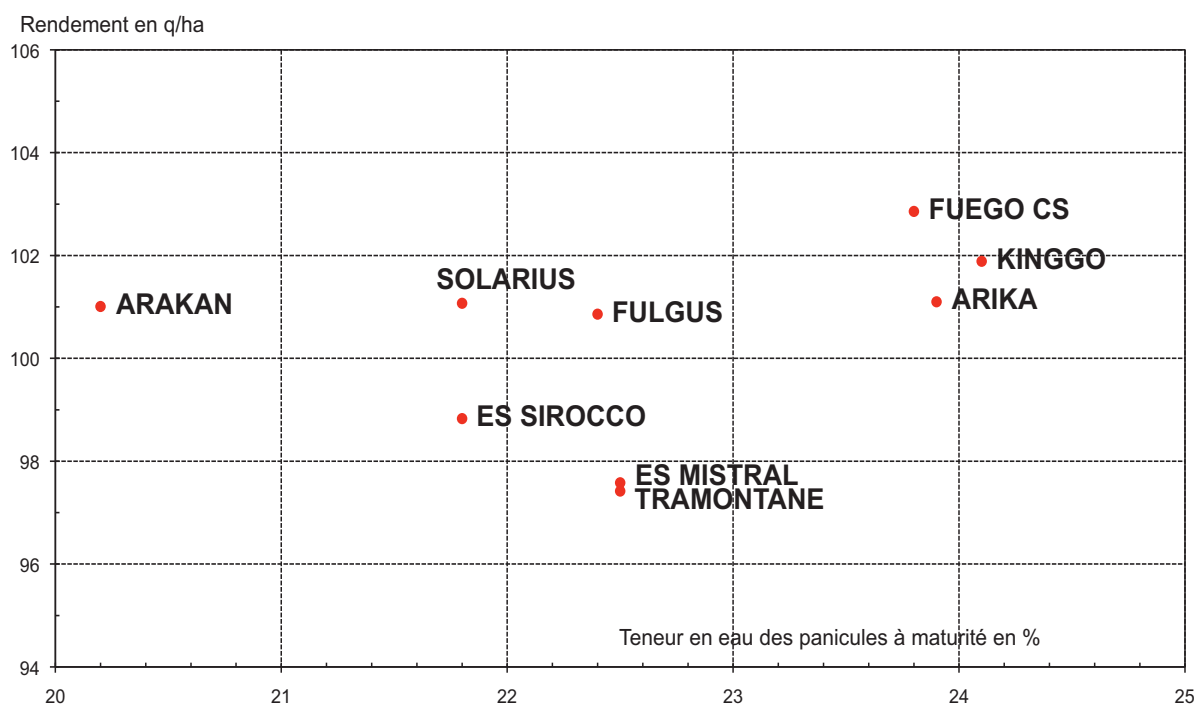 Rendement en q/ha
106
104
FUEGO CS
102
KINGGO
SOLARIUS
ARAKAN
FULGUS
ARIKA
100
ES SIROCCO
98
ES MISTRAL
TRAMONTANE
96
Teneur en eau des panicules à maturité en %
94
20 21 22 23 24 25